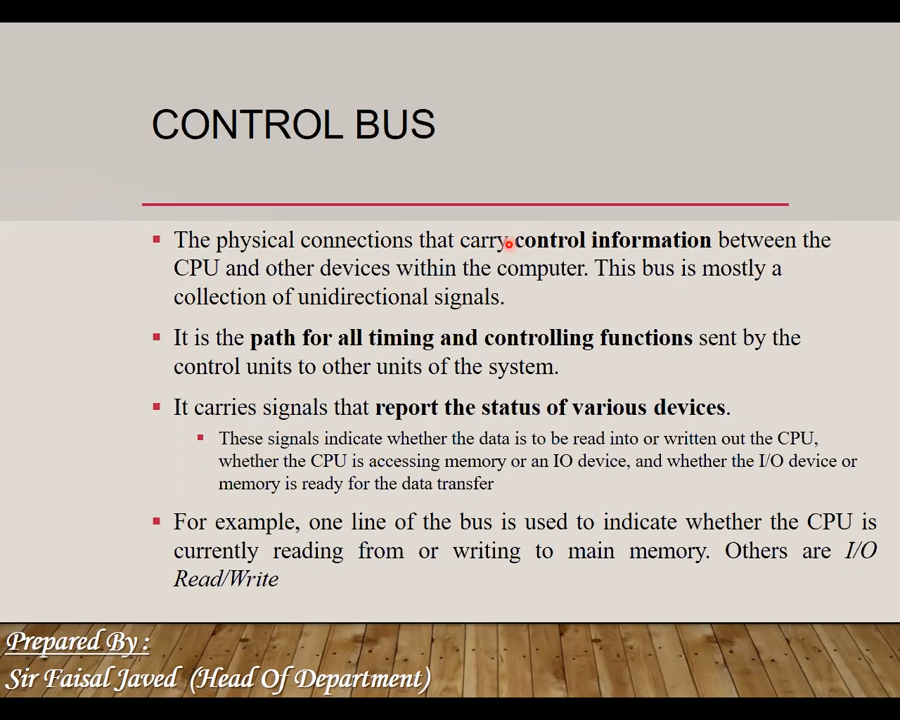 CONTROL BUS
The physical connections that carry control information between the
CPU and other devices within the computer. This bus is mostly a
collection of unidirectional signals.
It is the path for all timing and controlling functions sent by the
control units to other units of the system.
It carries signals that report the status of various devices.
These signals indicate whether the data is to be read into or written out the CPU,
whether the CPU is accessing memory or an IO device, and whether the I/O device or
memory is ready for the data transfer
For example, one line of the bus is used to indicate whether the CPU is
currently reading from or writing to main memory. Others are I/O
Read/Write
Prepared By :
Sir Faisal Javed (Head Of Department)